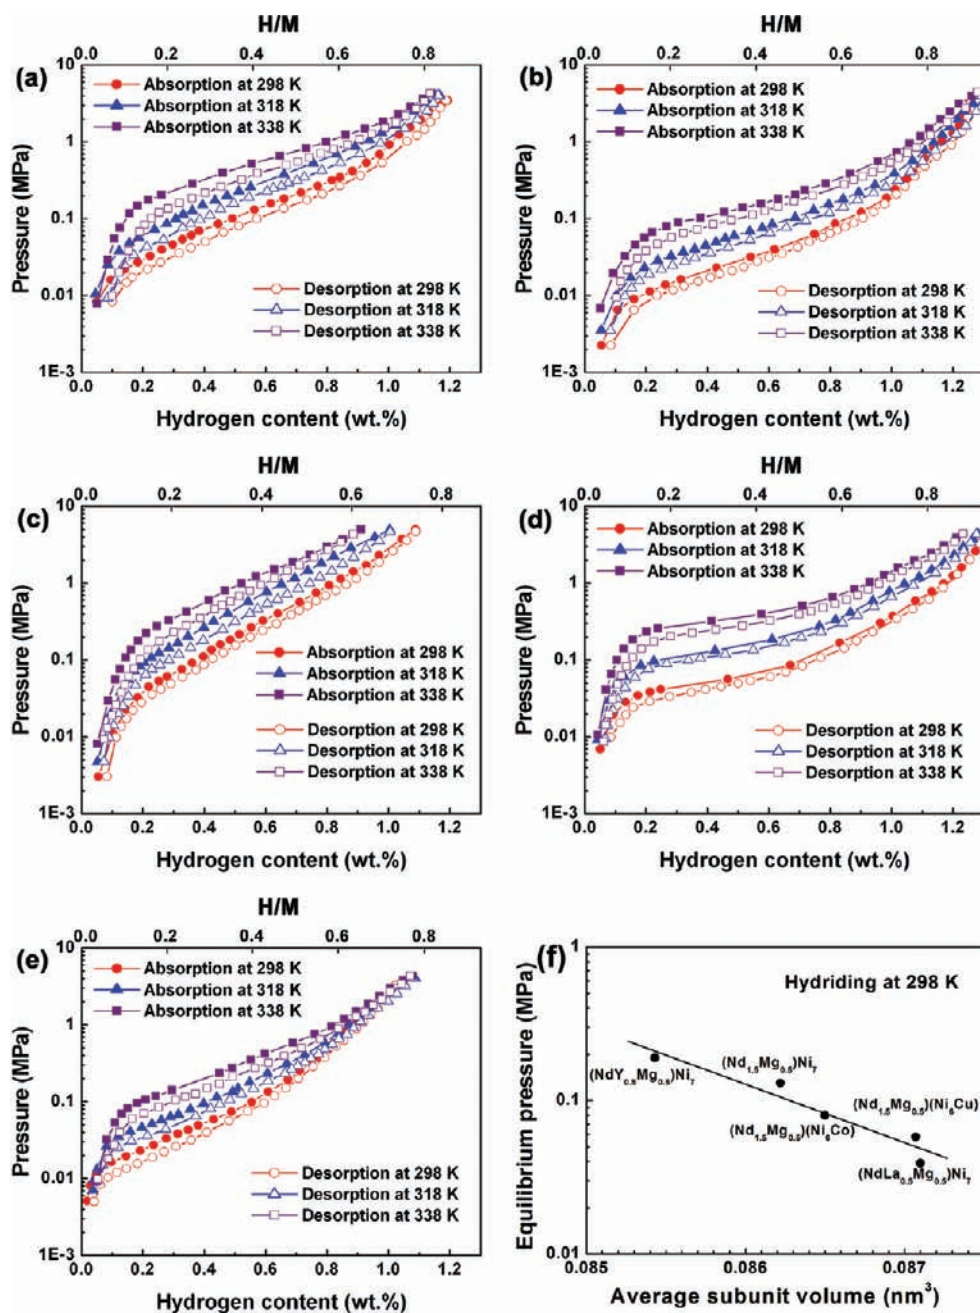 H/M
0.0 0.2 0.4 0.6 0.8
(a)
10
1
0.1
0.01
1E-3
Pressure (MPa)
Absorption at 298 K
Absorption at 318 K
Absorption at 338 K
Desorption at 298 K
Desorption at 318 K
Desorption at 338 K
0.0 0.2 0.4 0.6 0.8 1.0 1.2
Hydrogen content (wt.%)
H/M
0.0 0.2 0.4 0.6 0.8
(b)
10
1
0.1
0.01
1E-3
Pressure (MPa)
Absorption at 298 K
Absorption at 318 K
Absorption at 338 K
Desorption at 298 K
Desorption at 318 K
Desorption at 338 K
0.0 0.2 0.4 0.6 0.8 1.0 1.2
Hydrogen content (wt.%)
H/M
0.0 0.2 0.4 0.6 0.8
(c)
10
1
0.1
0.01
1E-3
Pressure (MPa)
Absorption at 298 K
Absorption at 318 K
Absorption at 338 K
Desorption at 298 K
Desorption at 318 K
Desorption at 338 K
0.0 0.2 0.4 0.6 0.8 1.0 1.2
Hydrogen content (wt.%)
H/M
0.0 0.2 0.4 0.6 0.8
(d)
10
1
0.1
0.01
1E-3
Pressure (MPa)
Absorption at 298 K
Absorption at 318 K
Absorption at 338 K
Desorption at 298 K
Desorption at 318 K
Desorption at 338 K
0.0 0.2 0.4 0.6 0.8 1.0 1.2
Hydrogen content (wt.%)
H/M
0.0 0.2 0.4 0.6 0.8
(e)
10
1
0.1
0.01
1E-3
Pressure (MPa)
Absorption at 298 K
Absorption at 318 K
Absorption at 338 K
Desorption at 298 K
Desorption at 318 K
Desorption at 338 K
0.0 0.2 0.4 0.6 0.8 1.0 1.2
Hydrogen content (wt.%)
(f)
1
0.1
0.01
Equilibrium pressure (MPa)
Hydriding at 298 K
(NdY₀.₅Mg₀.₅)Ni₇
(Nd₁.₅Mg₀.₅)Ni₇
(Nd₁.₅Mg₀.₅)(Ni₆Cu)
(Nd₁.₅Mg₀.₅)(Ni₆Co)
(NdLa₀.₅Mg₀.₅)Ni₇
0.085 0.086 0.087
Average subunit volume (nm³)